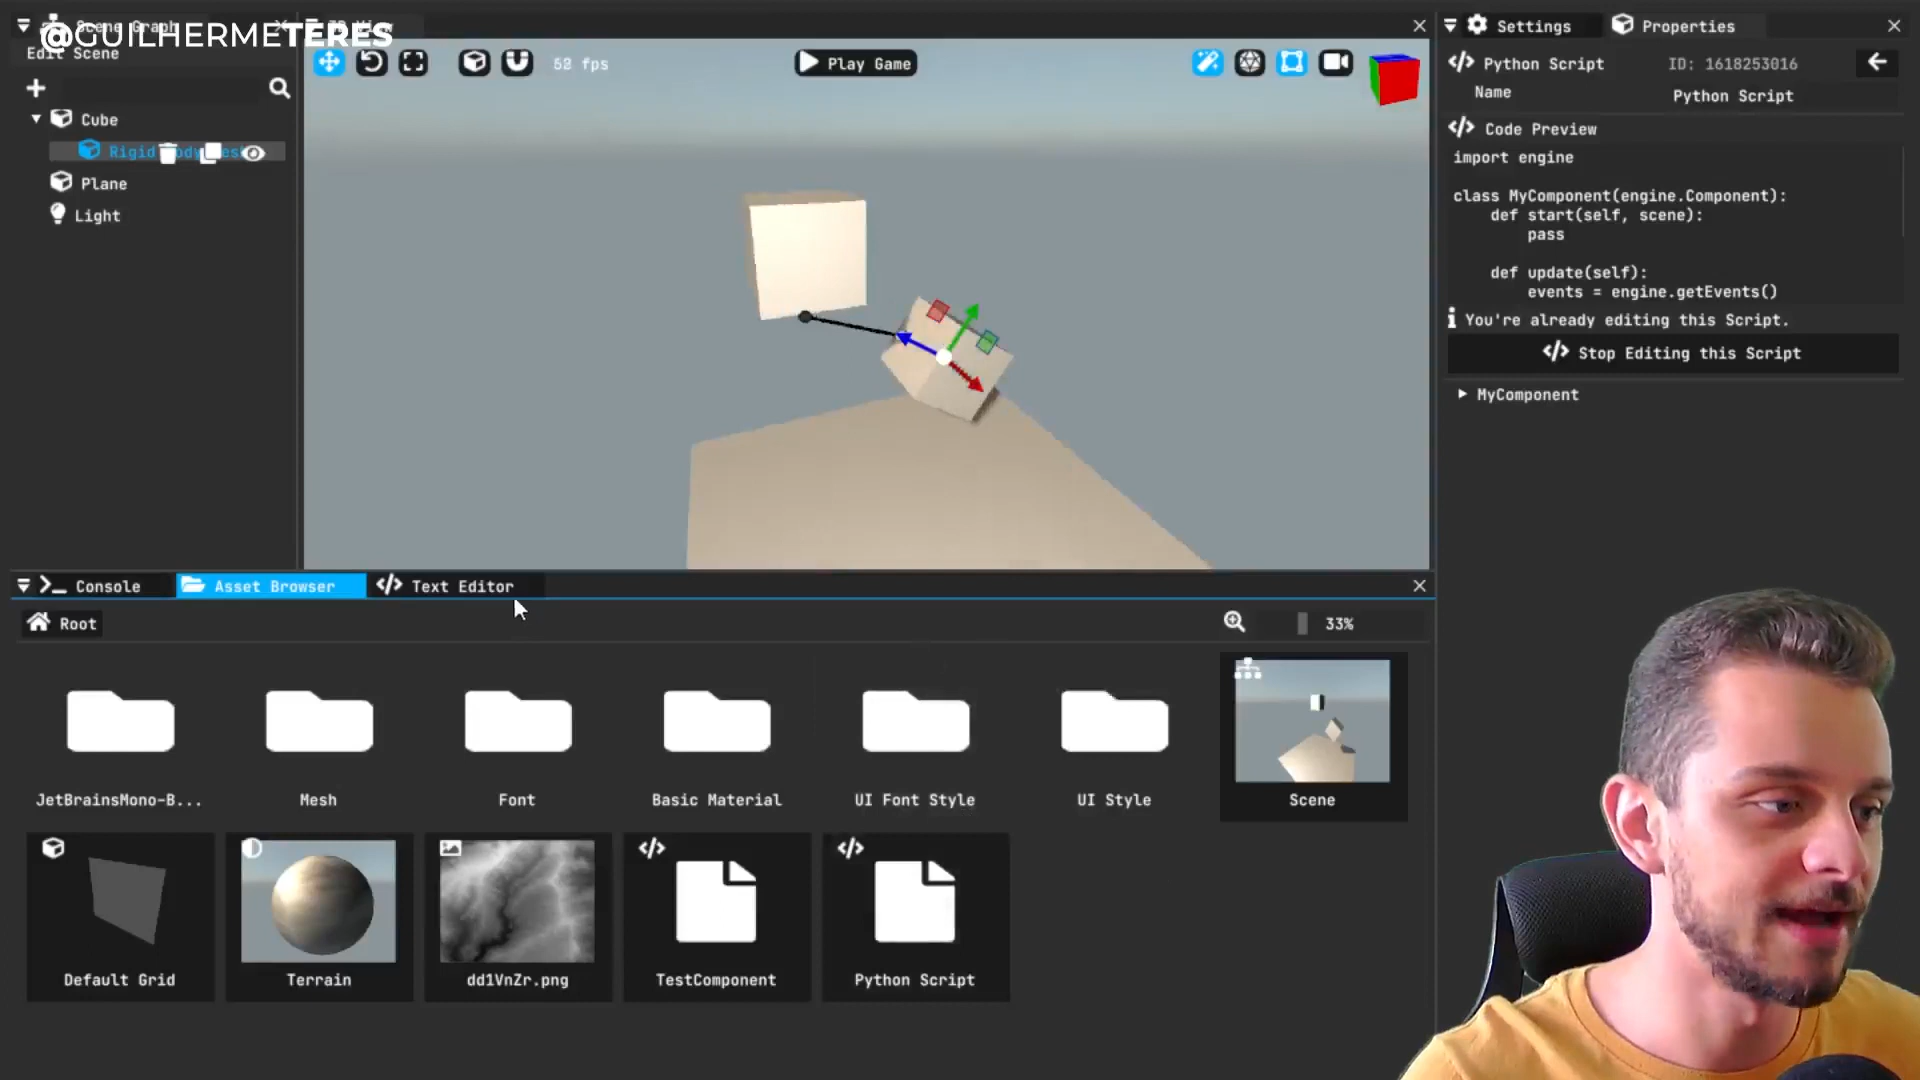 @GUILHERMETERES
Edit Scene
Cube
Plane
Light
52 fps
Play Game
Settings
Properties
Python Script
ID: 1618253016
Name
Python Script
Code Preview
import engine
class MyComponent(engine.Component):
def start(self, scene):
pass
def update(self):
events = engine.getEvents()
You're already editing this Script.
Stop Editing this Script
MyComponent
Console
Asset Browser
Text Editor
Root
33%
JetBrainsMono-B...
Mesh
Font
Basic Material
UI Font Style
UI Style
Scene
Default Grid
Terrain
dd1VnZr.png
TestComponent
Python Script